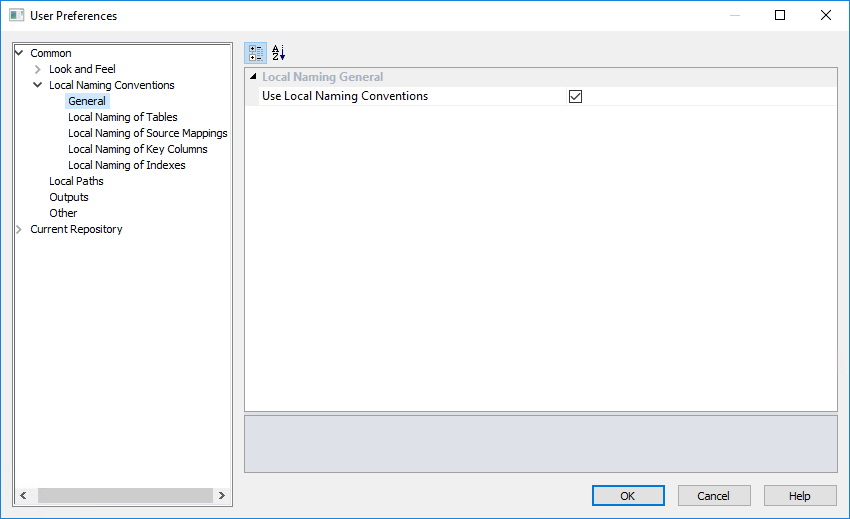 User Preferences
Common
Look and Feel
Local Naming Conventions
General
Local Naming of Tables
Local Naming of Source Mappings
Local Naming of Key Columns
Local Naming of Indexes
Local Paths
Outputs
Other
Current Repository
A
Z
Local Naming General
Use Local Naming Conventions
OK
Cancel
Help